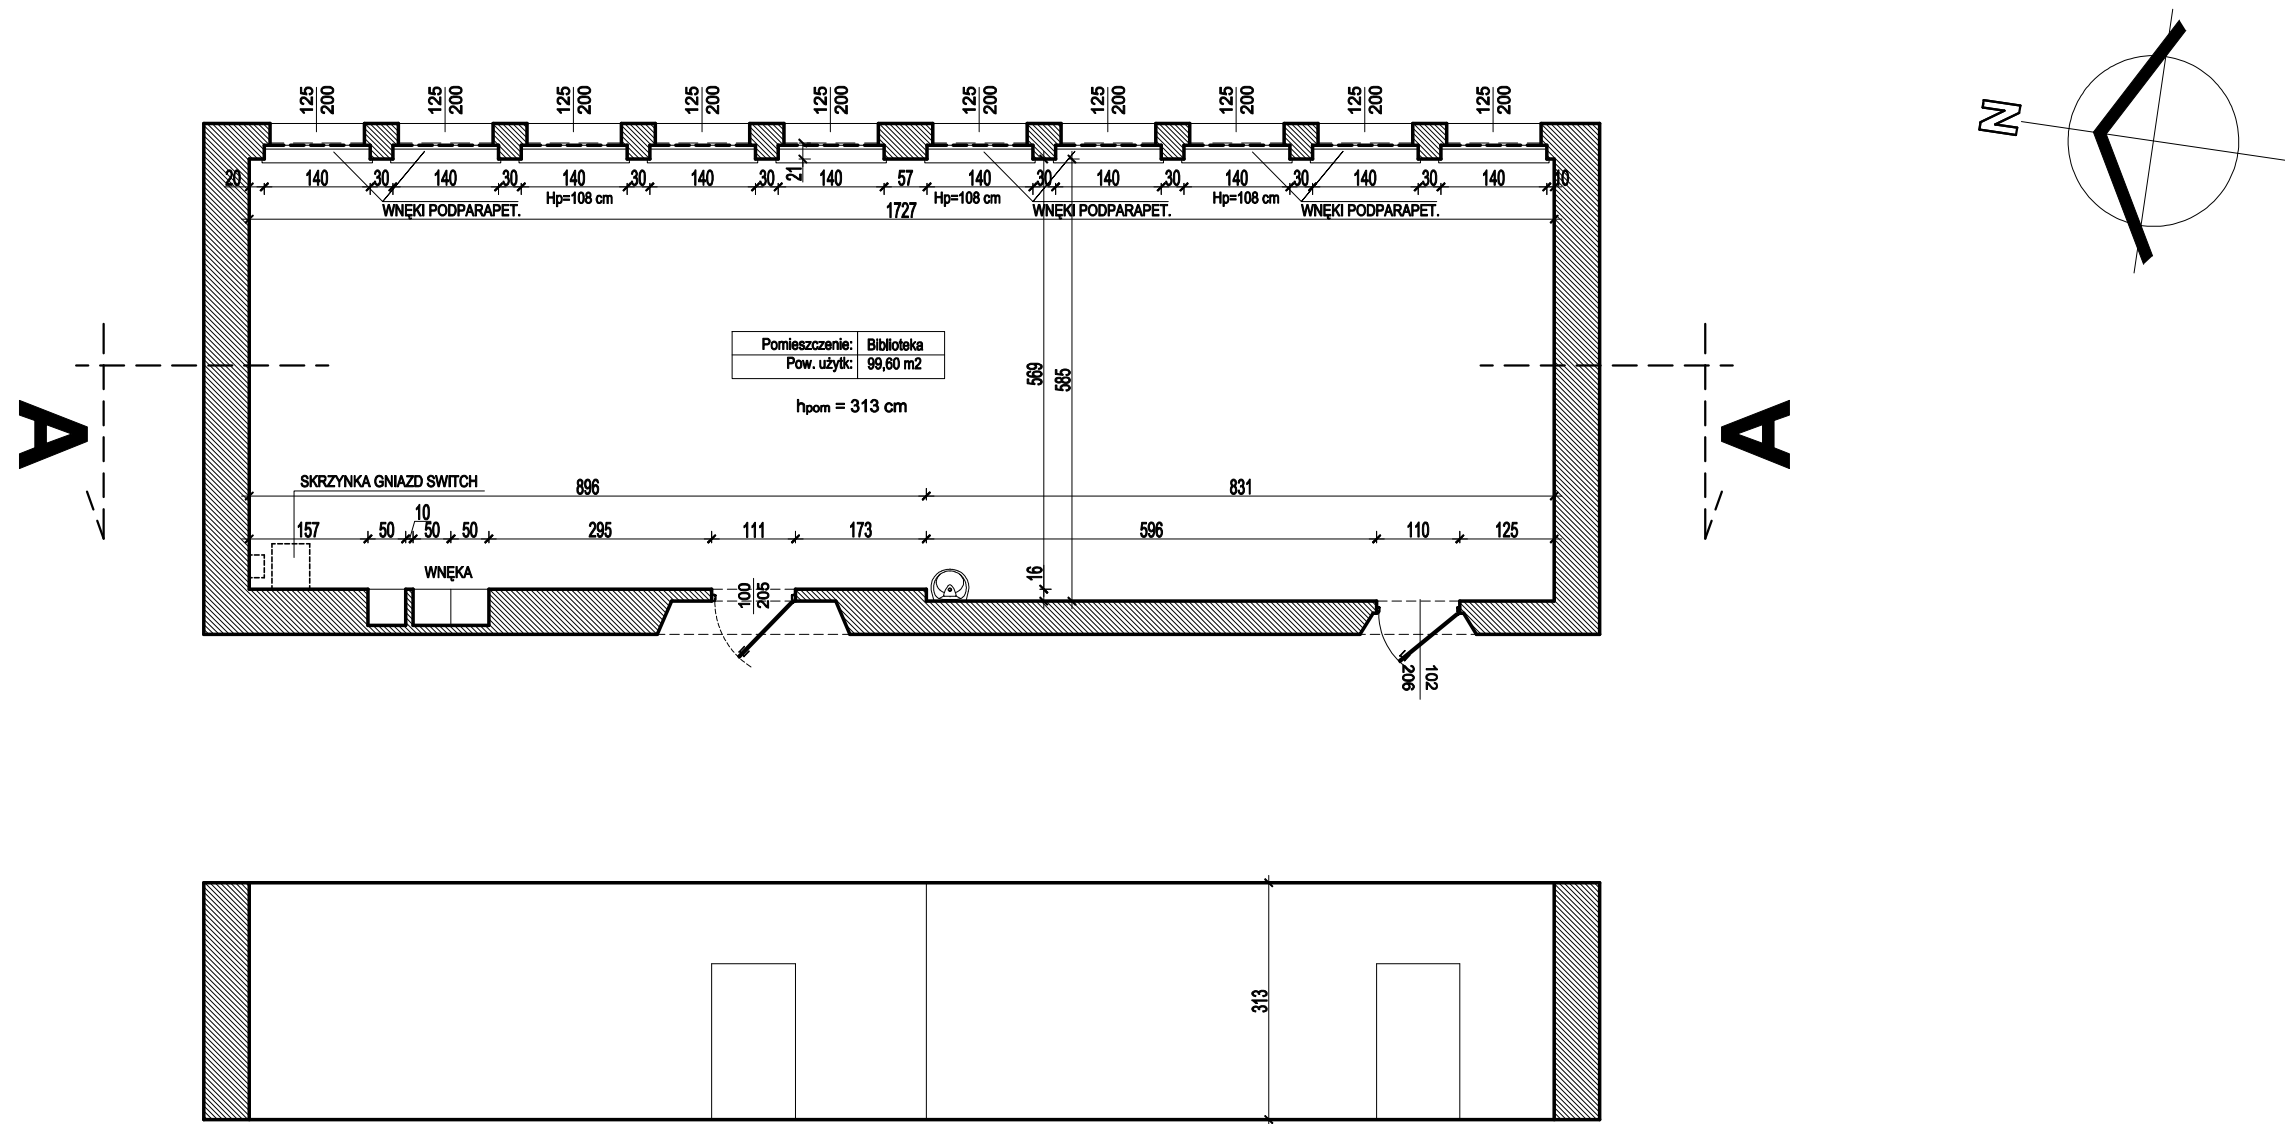 125 200 125 200 125 200 125 200 125 200 125 200 125 200 125 200 125 200 125 200
N
21
20 140 30 140 30 140 30 140 30 140 57 140 30 140 30 140 30 140 30 140 10
Hp=108 cm Hp=108 cm Hp=108 cm
WNĘKI PODPARAPET. 1727 WNĘKI PODPARAPET. WNĘKI PODPARAPET.
Pomieszczenie: Biblioteka
Pow. użytk: 99,60 m2
569 585
hpom = 313 cm
A A
SKRZYNKA GNIAZD SWITCH
896 831
10
157 50 50 50 295 111 173 596 110 125
WNĘKA
16
100 205
102 206
313